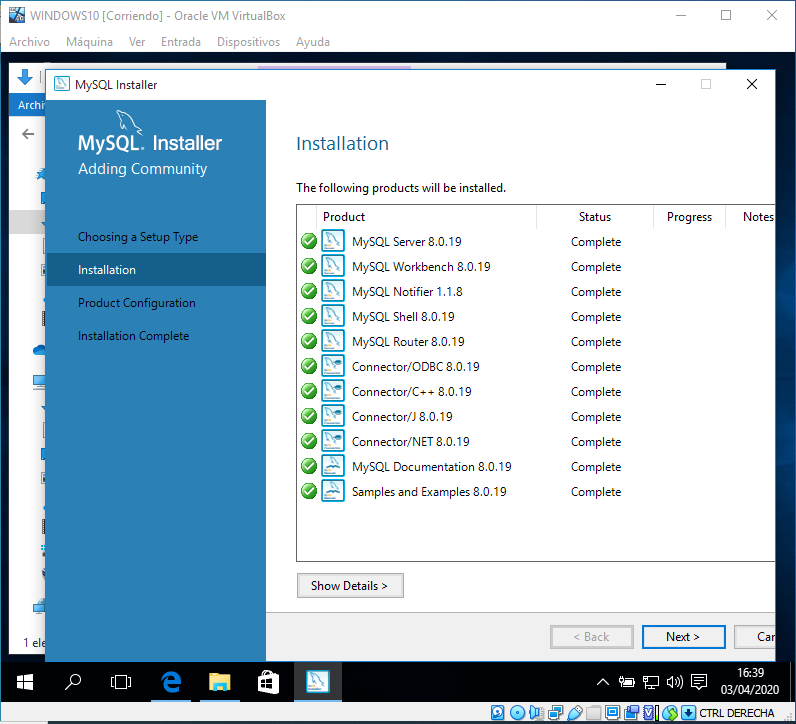 WINDOWS10 [Corriendo] - Oracle VM VirtualBox
Archivo Máquina Ver Entrada Dispositivos Ayuda
MySQL Installer
Archi
MySQL. Installer
Adding Community
Choosing a Setup Type
Installation
Product Configuration
Installation Complete
Installation
The following products will be installed.
Product Status Progress Notes
MySQL Server 8.0.19 Complete
MySQL Workbench 8.0.19 Complete
MySQL Notifier 1.1.8 Complete
MySQL Shell 8.0.19 Complete
MySQL Router 8.0.19 Complete
Connector/ODBC 8.0.19 Complete
Connector/C++ 8.0.19 Complete
Connector/J 8.0.19 Complete
Connector/NET 8.0.19 Complete
MySQL Documentation 8.0.19 Complete
Samples and Examples 8.0.19 Complete
Show Details >
1 ele
< Back Next > Can
16:39
03/04/2020
CTRL DERECHA